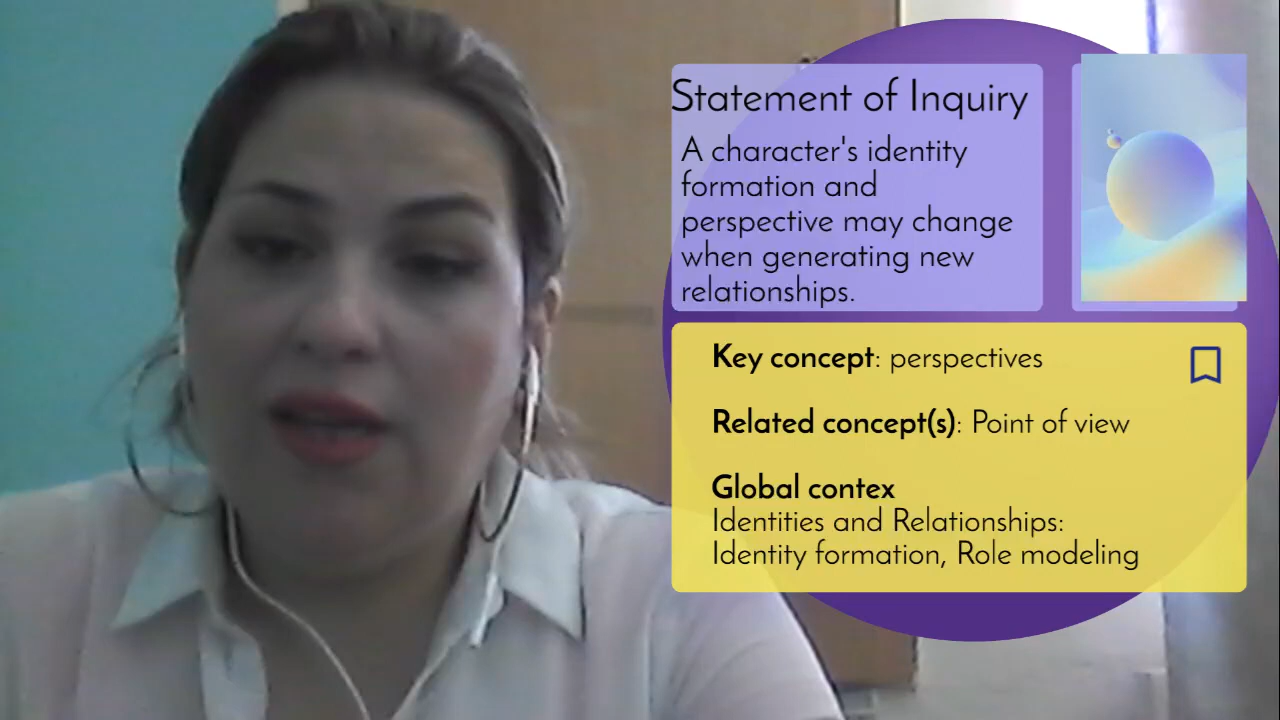 Statement of Inquiry
A character's identity
formation and
perspective may change
when generating new
relationships.
Key concept: perspectives
Related concept(s): Point of view
Global contex
Identities and Relationships:
Identity formation, Role modeling